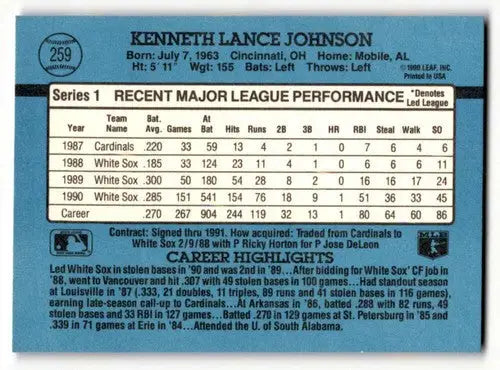 259
KENNETH LANCE JOHNSON
Born: July 7, 1963 Cincinnati, OH Home: Mobile, AL
Ht: 5' 11" Wgt: 155 Bats: Left Throws: Left
©1990 LEAF, INC.
Printed in USA
Series 1 RECENT MAJOR LEAGUE PERFORMANCE *Denotes Led League
Year Team Name Bat. Avg. Games At Bat Hits Runs 2B 3B HR RBI Steal Walk SO
1987 Cardinals .220 33 59 13 4 2 1 0 7 6 4 6
1988 White Sox .185 33 124 23 11 4 1 0 6 6 6 11
1989 White Sox .300 50 180 54 28 8 2 0 16 16 17 24
1990 White Sox .285 151 541 154 76 18 9 1 51 36 33 45
Career .270 267 904 244 119 32 13 1 80 64 60 86
Contract: Signed thru 1991. How acquired: Traded from Cardinals to
White Sox 2/9/88 with P Ricky Horton for P Jose DeLeon
CAREER HIGHLIGHTS
Led White Sox in stolen bases in '90 and was 2nd in '89...After bidding for White Sox' CF job in
'88, went to Vancouver and hit .307 with 49 stolen bases in 100 games...Had standout season
at Louisville in '87 (.333, 21 doubles, 11 triples, 89 runs and 41 stolen bases in 116 games),
earning late-season call-up to Cardinals...At Arkansas in '86, batted .288 with 82 runs, 49
stolen bases and 33 RBI in 127 games...Batted .270 in 129 games at St. Petersburg in '85 and
.339 in 71 games at Erie in '84...Attended the U. of South Alabama.